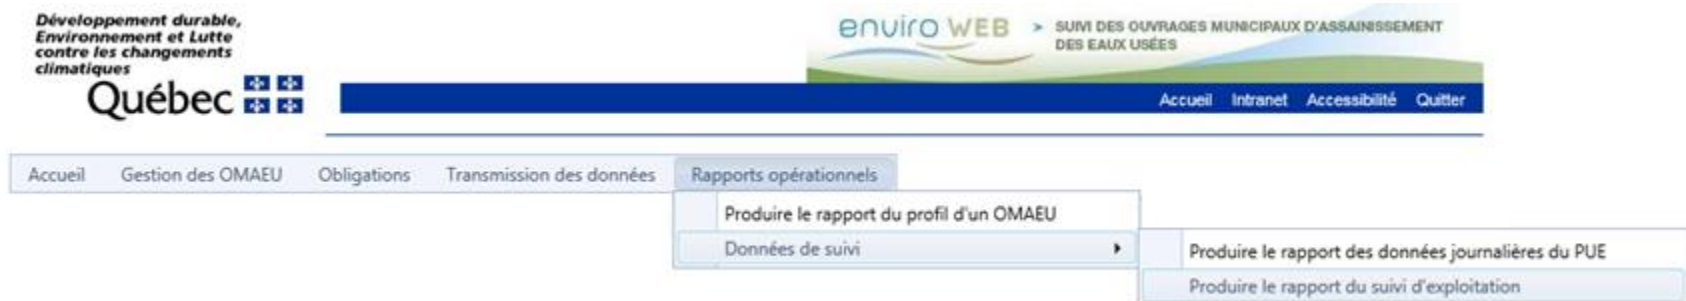 Développement durable,
Environnement et Lutte
contre les changements
climatiques
Québec
enviro WEB > SUIVI DES OUVRAGES MUNICIPAUX D'ASSAINISSEMENT
DES EAUX USÉES
Accueil Intranet Accessibilité Quitter
Accueil Gestion des OMAEU Obligations Transmission des données Rapports opérationnels
Produire le rapport du profil d'un OMAEU
Données de suivi
Produire le rapport des données journalières du PUE
Produire le rapport du suivi d'exploitation